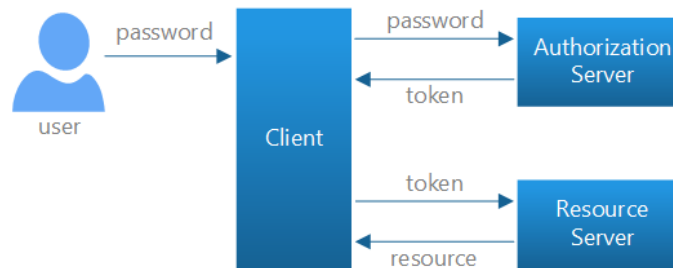 password
user
Client
password
token
Authorization
Server
token
resource
Resource
Server